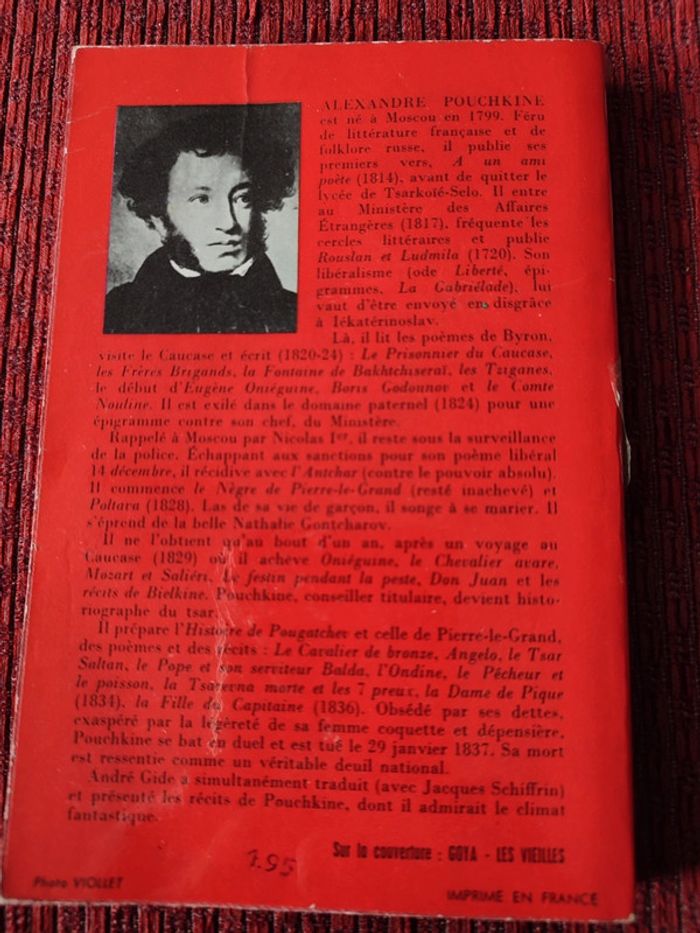 ALEXANDRE POUCHKINE
est né à Moscou en 1799. Féru
de littérature française et de
folklore russe, il publie ses
premiers vers, A un ami
poète (1814), avant de quitter le
lycée de Tsarkoïé-Selo. Il entre
au Ministère des Affaires
Étrangères (1817), fréquente les
cercles littéraires et publie
Rouslan et Ludmila (1720). Son
libéralisme (ode Liberté, épi-
grammes, La Gabriélade), lui
vaut d'être envoyé en disgrâce
à Iékatérinoslav.
Là, il lit les poèmes de Byron,
visite le Caucase et écrit (1820-24) : Le Prisonnier du Caucase,
les Frères Brigands, la Fontaine de Bakhtchiseraï, les Tziganes,
le début d'Eugène Oniéguine, Boris Godounov et le Comte
Nouline. Il est exilé dans le domaine paternel (1824) pour une
épigramme contre son chef, du Ministère.
Rappelé à Moscou par Nicolas Ier, il reste sous la surveillance
de la police. Échappant aux sanctions pour son poème libéral
14 décembre, il récidive avec l'Antchar (contre le pouvoir absolu).
Il commence le Nègre de Pierre-le-Grand (resté inachevé) et
Poltava (1828). Las de sa vie de garçon, il songe à se marier. Il
s'éprend de la belle Nathalie Gontcharov.
Il ne l'obtient qu'au bout d'un an, après un voyage au
Caucase (1829) où il achève Oniéguine, le Chevalier avare,
Mozart et Saliéri, Le festin pendant la peste, Don Juan et les
récits de Bielkine. Pouchkine, conseiller titulaire, devient histo-
riographe du tsar.
Il prépare l'Histoire de Pougatchev et celle de Pierre-le-Grand,
des poèmes et des récits : Le Cavalier de bronze, Angelo, le Tsar
Saltan, le Pope et son serviteur Balda, l'Ondine, le Pêcheur et
le poisson, la Tsarevna morte et les 7 preux, la Dame de Pique
(1834), la Fille du Capitaine (1836). Obsédé par ses dettes,
exaspéré par la légèreté de sa femme coquette et dépensière,
Pouchkine se bat en duel et est tué le 29 janvier 1837. Sa mort
est ressentie comme un véritable deuil national.
André Gide a simultanément traduit (avec Jacques Schiffrin)
et présenté les récits de Pouchkine, dont il admirait le climat
fantastique.
Sur la couverture : GOYA - LES VIEILLES
7.95
Photo VIOLLET
IMPRIMÉ EN FRANCE